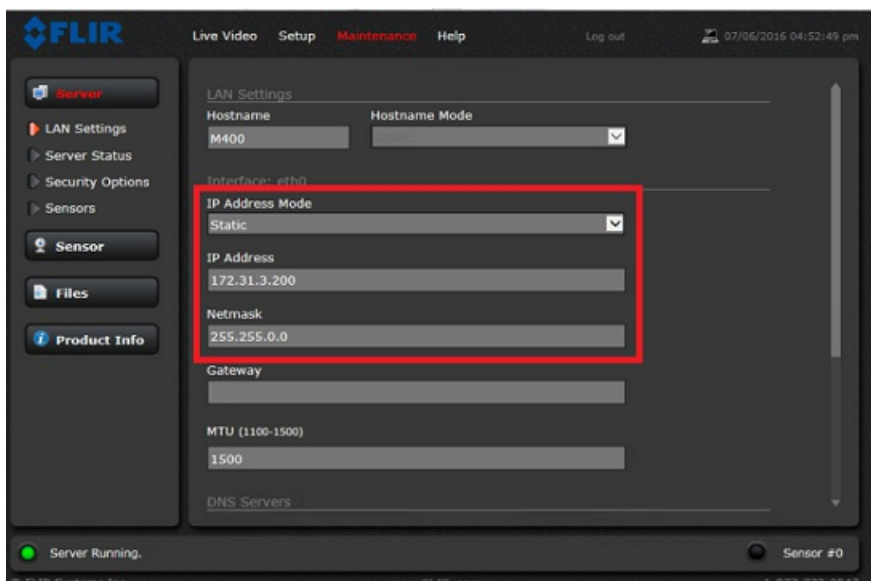 FLIR
Live Video Setup Maintenance Help Log out 07/06/2016 04:52:49 pm
Server
LAN Settings
Server Status
Security Options
Sensors
Sensor
Files
Product Info
LAN Settings
Hostname Hostname Mode
M400 Static
Interface: eth0
IP Address Mode
Static
IP Address
172.31.3.200
Netmask
255.255.0.0
Gateway
MTU (1100-1500)
1500
DNS Servers
Server Running. Sensor #0